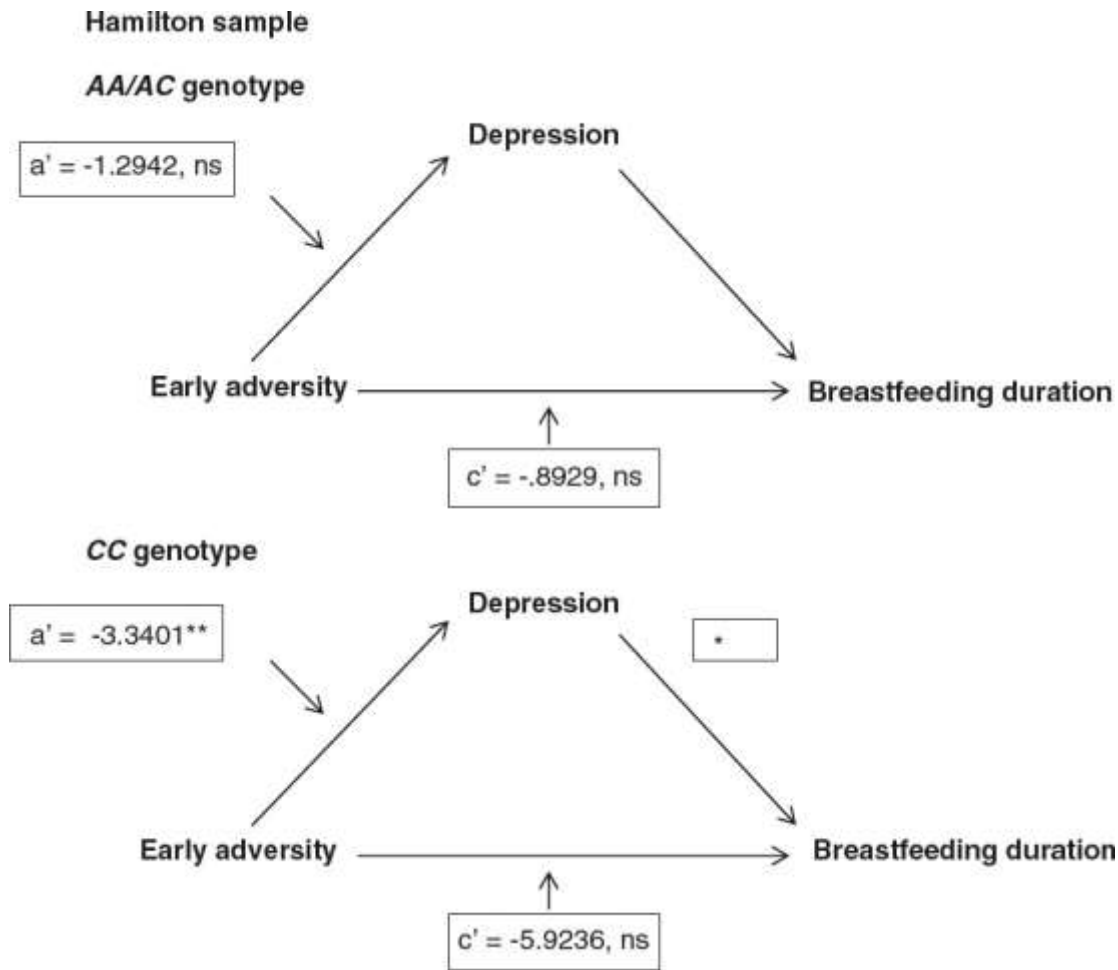 Hamilton sample
AA/AC genotype
a' = -1.2942, ns
Depression
Early adversity
Breastfeeding duration
c' = -.8929, ns
CC genotype
a' = -3.3401**
Depression
*
Early adversity
Breastfeeding duration
c' = -5.9236, ns